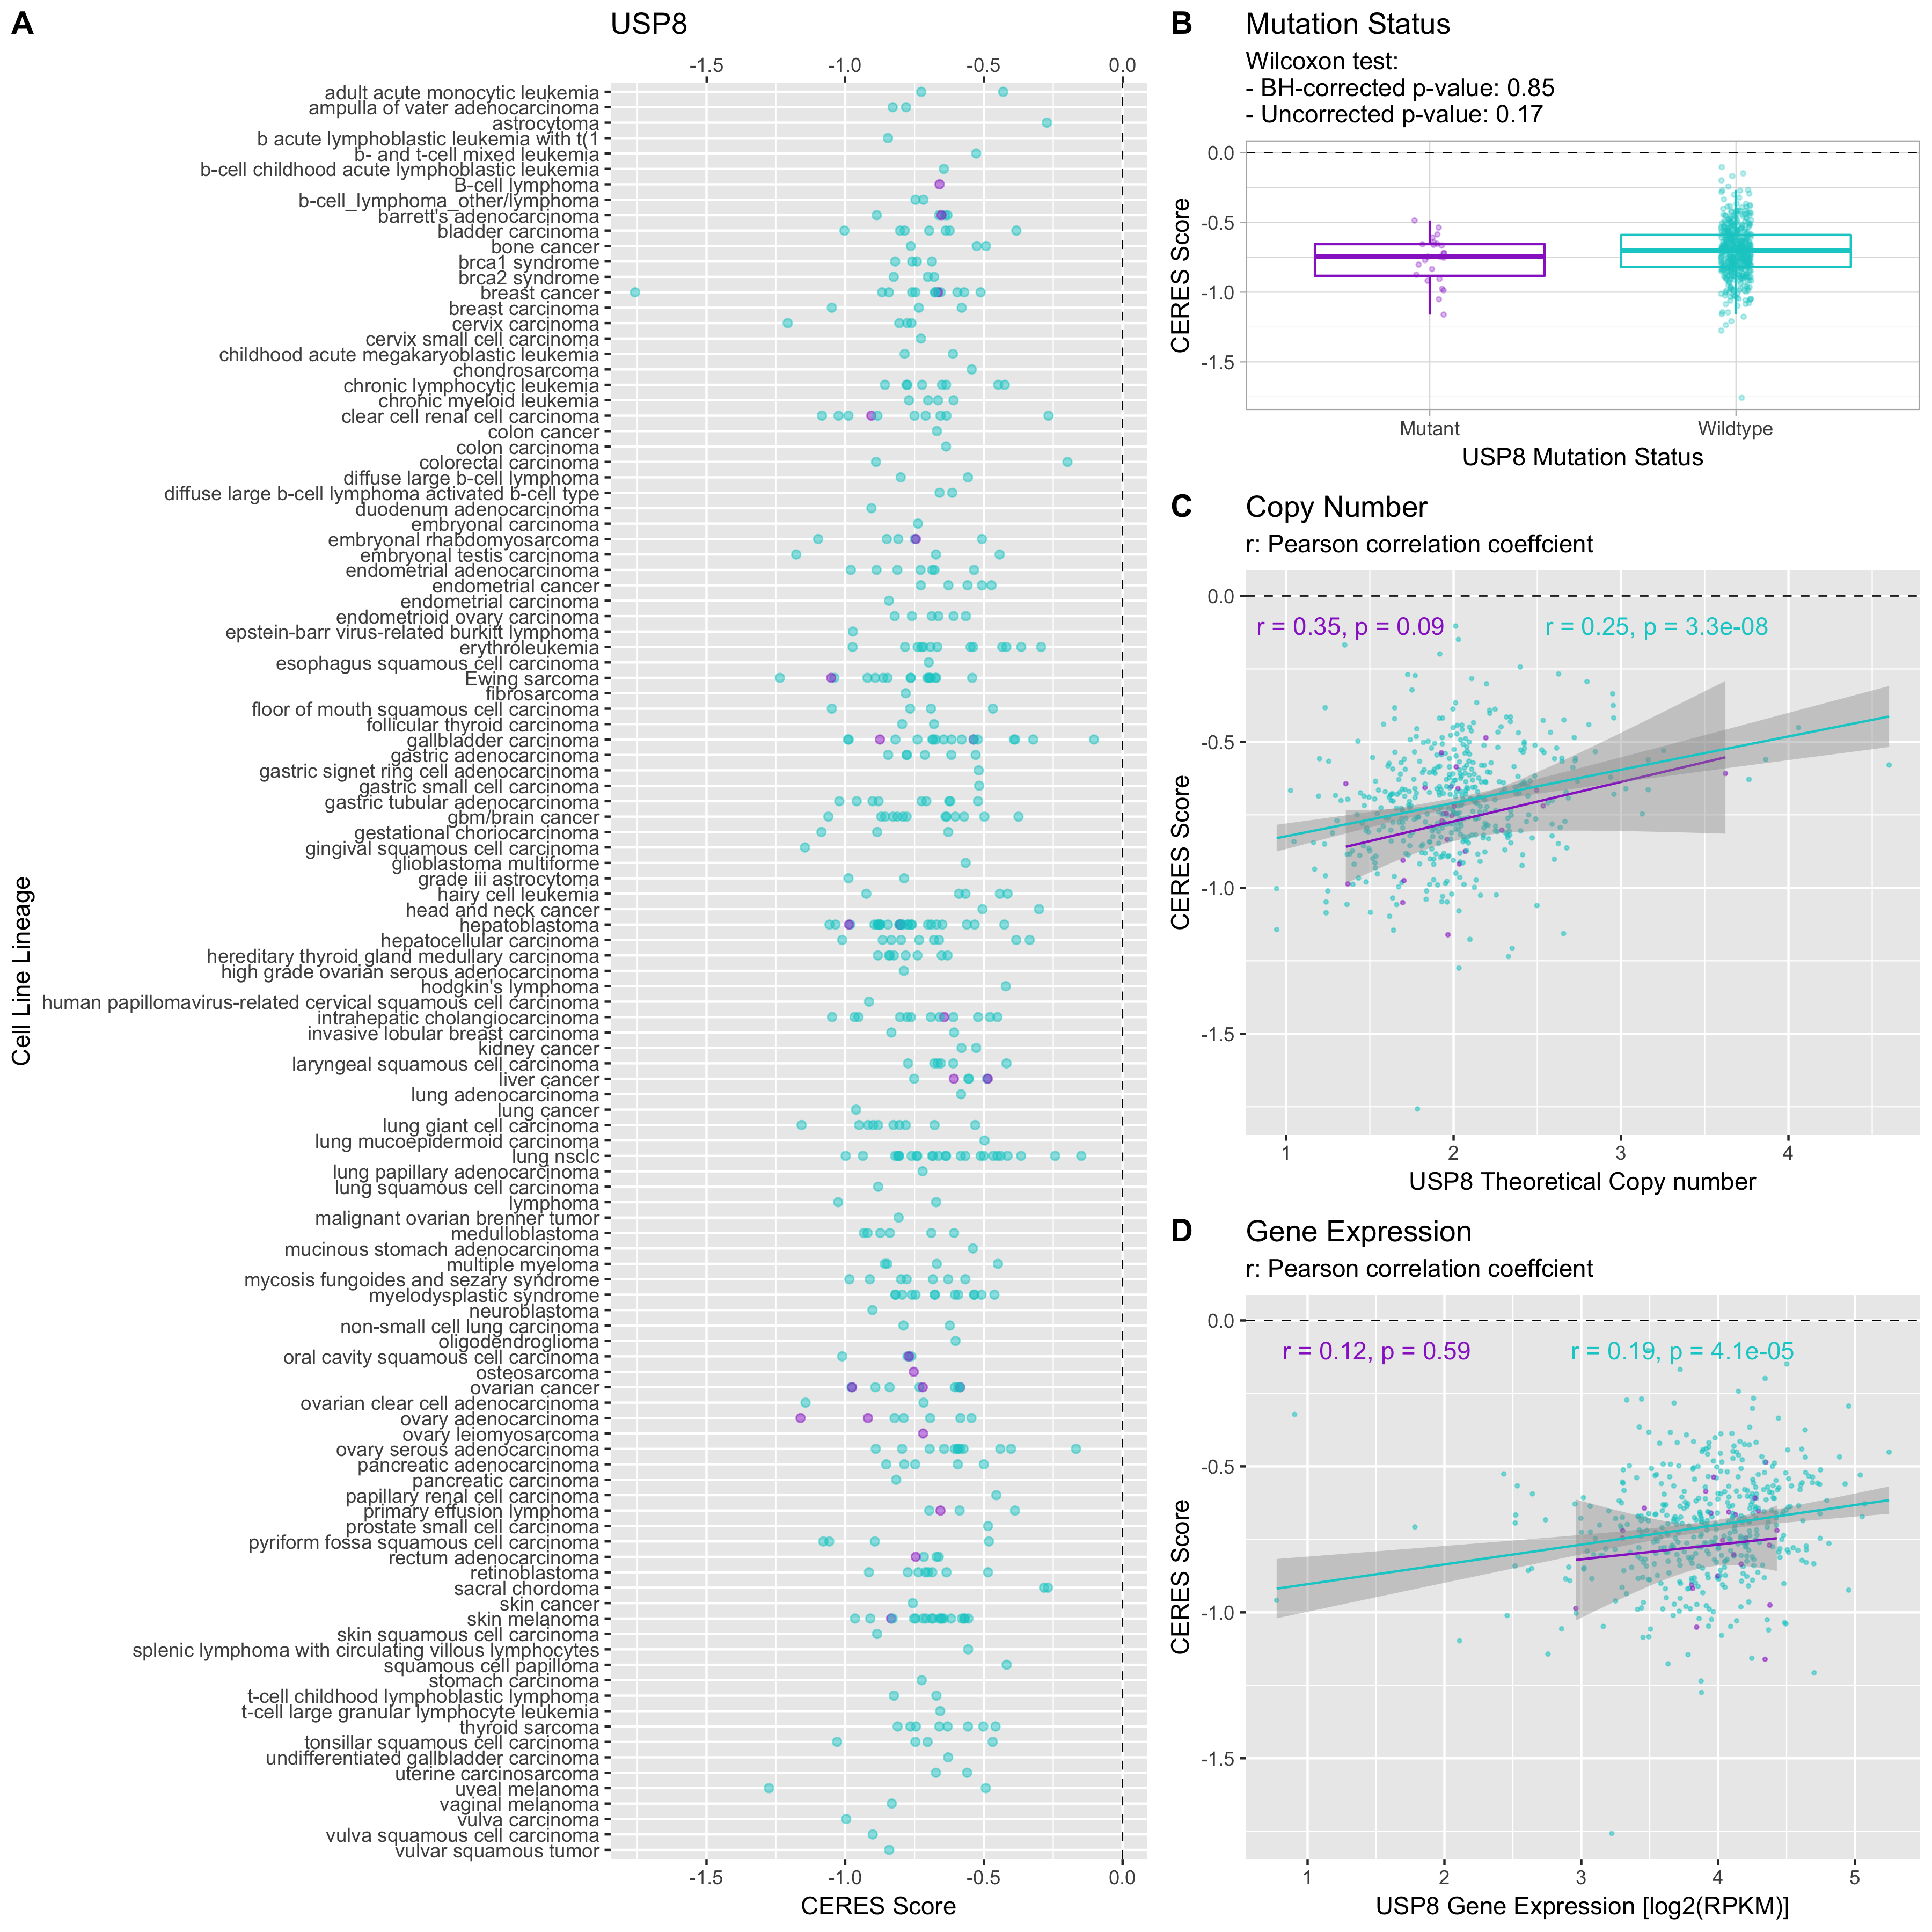 A
USP8
-1.5 -1.0 -0.5 0.0
adult acute monocytic leukemia
ampulla of vater adenocarcinoma
astrocytoma
b acute lymphoblastic leukemia with t(1
b- and t-cell mixed leukemia
b-cell childhood acute lymphoblastic leukemia
B-cell lymphoma
b-cell_lymphoma_other/lymphoma
barrett's adenocarcinoma
bladder carcinoma
bone cancer
brca1 syndrome
brca2 syndrome
breast cancer
breast carcinoma
cervix carcinoma
cervix small cell carcinoma
childhood acute megakaryoblastic leukemia
chondrosarcoma
chronic lymphocytic leukemia
chronic myeloid leukemia
clear cell renal cell carcinoma
colon cancer
colon carcinoma
colorectal carcinoma
diffuse large b-cell lymphoma
diffuse large b-cell lymphoma activated b-cell type
duodenum adenocarcinoma
embryonal carcinoma
embryonal rhabdomyosarcoma
embryonal testis carcinoma
endometrial adenocarcinoma
endometrial cancer
endometrial carcinoma
endometrioid ovary carcinoma
epstein-barr virus-related burkitt lymphoma
erythroleukemia
esophagus squamous cell carcinoma
Ewing sarcoma
fibrosarcoma
floor of mouth squamous cell carcinoma
follicular thyroid carcinoma
gallbladder carcinoma
gastric adenocarcinoma
gastric signet ring cell adenocarcinoma
gastric small cell carcinoma
gastric tubular adenocarcinoma
gbm/brain cancer
gestational choriocarcinoma
gingival squamous cell carcinoma
glioblastoma multiforme
grade iii astrocytoma
hairy cell leukemia
head and neck cancer
hepatoblastoma
hepatocellular carcinoma
hereditary thyroid gland medullary carcinoma
high grade ovarian serous adenocarcinoma
hodgkin's lymphoma
human papillomavirus-related cervical squamous cell carcinoma
intrahepatic cholangiocarcinoma
invasive lobular breast carcinoma
kidney cancer
laryngeal squamous cell carcinoma
liver cancer
lung adenocarcinoma
lung cancer
lung giant cell carcinoma
lung mucoepidermoid carcinoma
lung nsclc
lung papillary adenocarcinoma
lung squamous cell carcinoma
lymphoma
malignant ovarian brenner tumor
medulloblastoma
mucinous stomach adenocarcinoma
multiple myeloma
mycosis fungoides and sezary syndrome
myelodysplastic syndrome
neuroblastoma
non-small cell lung carcinoma
oligodendroglioma
oral cavity squamous cell carcinoma
osteosarcoma
ovarian cancer
ovarian clear cell adenocarcinoma
ovary adenocarcinoma
ovary leiomyosarcoma
ovary serous adenocarcinoma
pancreatic adenocarcinoma
pancreatic carcinoma
papillary renal cell carcinoma
primary effusion lymphoma
prostate small cell carcinoma
pyriform fossa squamous cell carcinoma
rectum adenocarcinoma
retinoblastoma
sacral chordoma
skin cancer
skin melanoma
skin squamous cell carcinoma
splenic lymphoma with circulating villous lymphocytes
squamous cell papilloma
stomach carcinoma
t-cell childhood lymphoblastic lymphoma
t-cell large granular lymphocyte leukemia
thyroid sarcoma
tonsillar squamous cell carcinoma
undifferentiated gallbladder carcinoma
uterine carcinosarcoma
uveal melanoma
vaginal melanoma
vulva carcinoma
vulva squamous cell carcinoma
vulvar squamous tumor
-1.5 -1.0 -0.5 0.0
CERES Score
Cell Line Lineage
B
Mutation Status
Wilcoxon test:
- BH-corrected p-value: 0.85
- Uncorrected p-value: 0.17
0.0
-0.5
-1.0
-1.5
CERES Score
Mutant Wildtype
USP8 Mutation Status
C
Copy Number
r: Pearson correlation coeffcient
r = 0.35, p = 0.09
r = 0.25, p = 3.3e-08
0.0
-0.5
-1.0
-1.5
CERES Score
1 2 3 4
USP8 Theoretical Copy number
D
Gene Expression
r: Pearson correlation coeffcient
r = 0.12, p = 0.59
r = 0.19, p = 4.1e-05
0.0
-0.5
-1.0
-1.5
CERES Score
1 2 3 4 5
USP8 Gene Expression [log2(RPKM)]